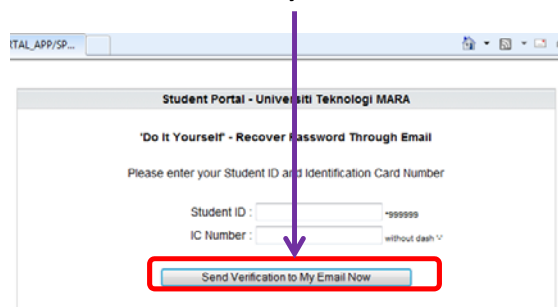 TAL_APP/SP...
Student Portal - Universiti Teknologi MARA
'Do It Yourself' - Recover Password Through Email
Please enter your Student ID and Identification Card Number
Student ID : *999999
IC Number : without dash '-'
Send Verification to My Email Now